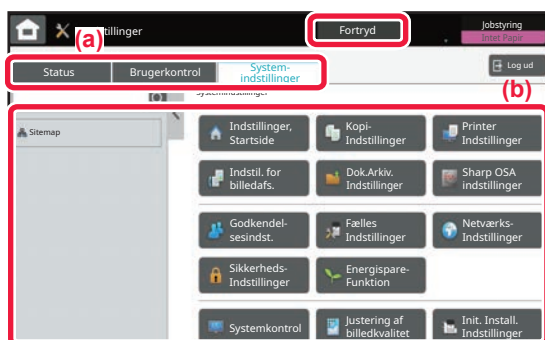 (a)
Fortryd
Jobstyring
Intet Papir
Status
Brugerkontrol
System-
indstillinger
Log ud
(b)
Systemindstillinger
Sitemap
Indstillinger,
Startside
Kopi-
Indstillinger
Printer
Indstillinger
Indstil. for
billedafs.
Dok.Arkiv.
Indstillinger
Sharp OSA
indstillinger
Godkendel-
sesindst.
Fælles
Indstillinger
Netværks-
Indstillinger
Sikkerheds-
Indstillinger
Energispare-
Funktion
Systemkontrol
Justering af
billedkvalitet
Init. Install.
Indstillinger